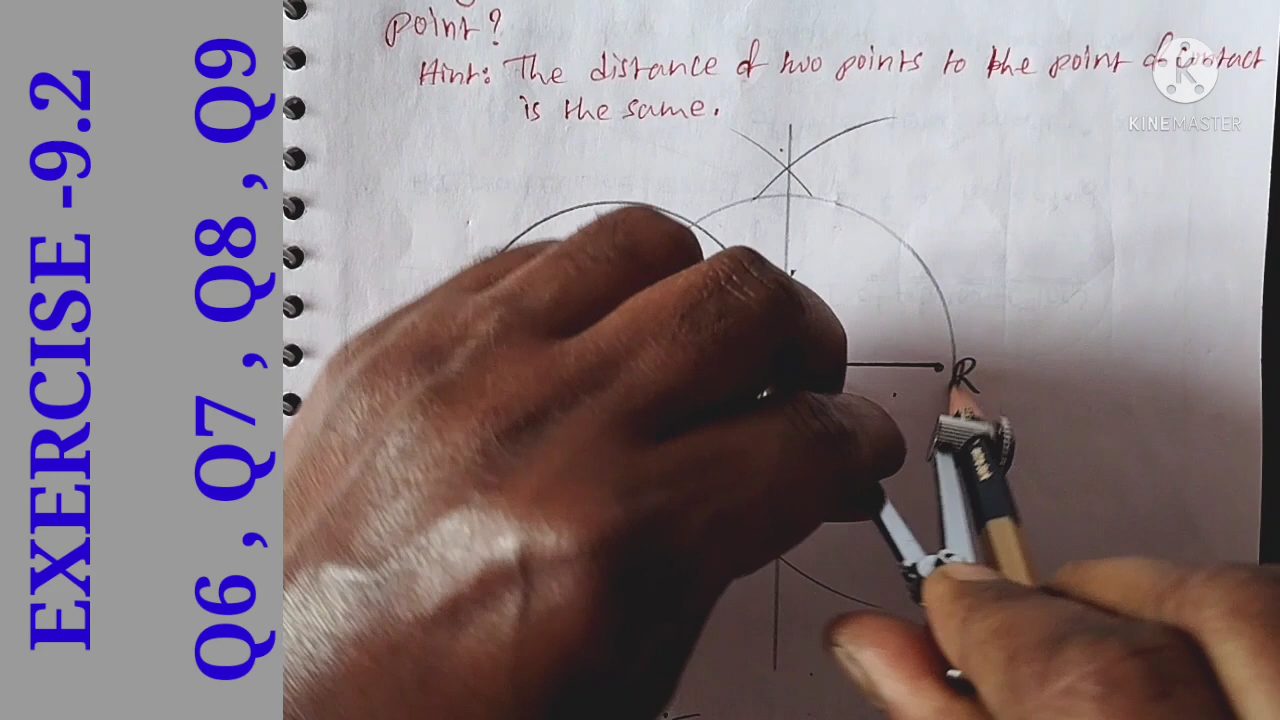 EXERCISE -9.2
Q6 , Q7 , Q8 , Q9
point?
Hint: The distance of two points to the point of contact
is the same.
K
KINEMASTER
R